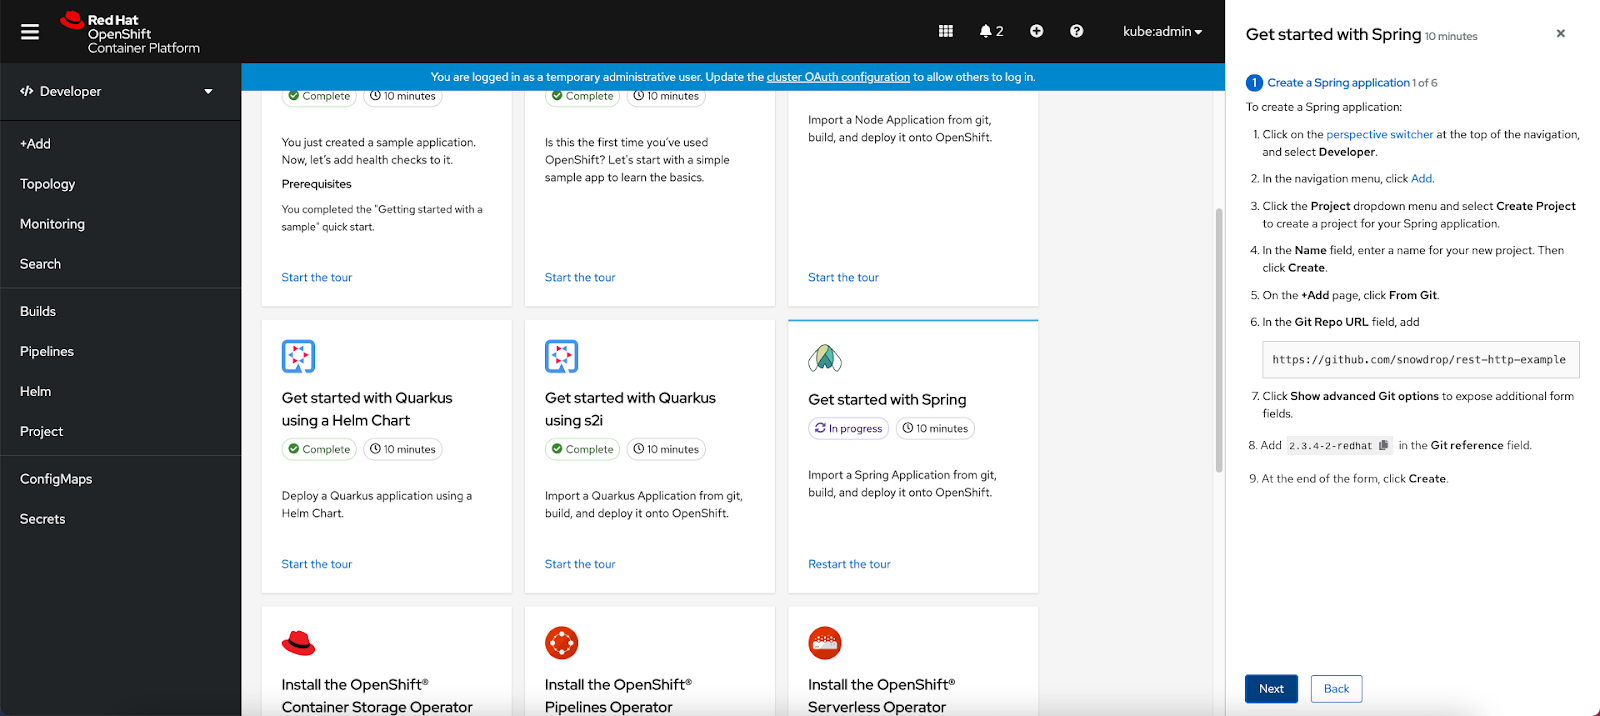 Red Hat
OpenShift
Container Platform
2
kube:admin
Developer
+Add
Topology
Monitoring
Search
Builds
Pipelines
Helm
Project
ConfigMaps
Secrets
You are logged in as a temporary administrative user. Update the cluster OAuth configuration to allow others to log in.
Complete
10 minutes
You just created a sample application.
Now, let's add health checks to it.
Prerequisites
You completed the "Getting started with a
sample" quick start.
Start the tour
Complete
10 minutes
Is this the first time you've used
OpenShift? Let's start with a simple
sample app to learn the basics.
Start the tour
Import a Node Application from git,
build, and deploy it onto OpenShift.
Start the tour
Get started with Quarkus
using a Helm Chart
Complete
10 minutes
Deploy a Quarkus application using a
Helm Chart.
Start the tour
Get started with Quarkus
using s2i
Complete
10 minutes
Import a Quarkus Application from git,
build, and deploy it onto OpenShift.
Start the tour
Get started with Spring
In progress
10 minutes
Import a Spring Application from git,
build, and deploy it onto OpenShift.
Restart the tour
Install the OpenShift®
Container Storage Operator
Install the OpenShift®
Pipelines Operator
Install the OpenShift®
Serverless Operator
Get started with Spring 10 minutes
1 Create a Spring application 1 of 6
To create a Spring application:
1. Click on the perspective switcher at the top of the navigation,
and select Developer.
2. In the navigation menu, click Add.
3. Click the Project dropdown menu and select Create Project
to create a project for your Spring application.
4. In the Name field, enter a name for your new project. Then
click Create.
5. On the +Add page, click From Git.
6. In the Git Repo URL field, add
https://github.com/snowdrop/rest-http-example
7. Click Show advanced Git options to expose additional form
fields.
8. Add 2.3.4-2-redhat in the Git reference field.
9. At the end of the form, click Create.
Next
Back